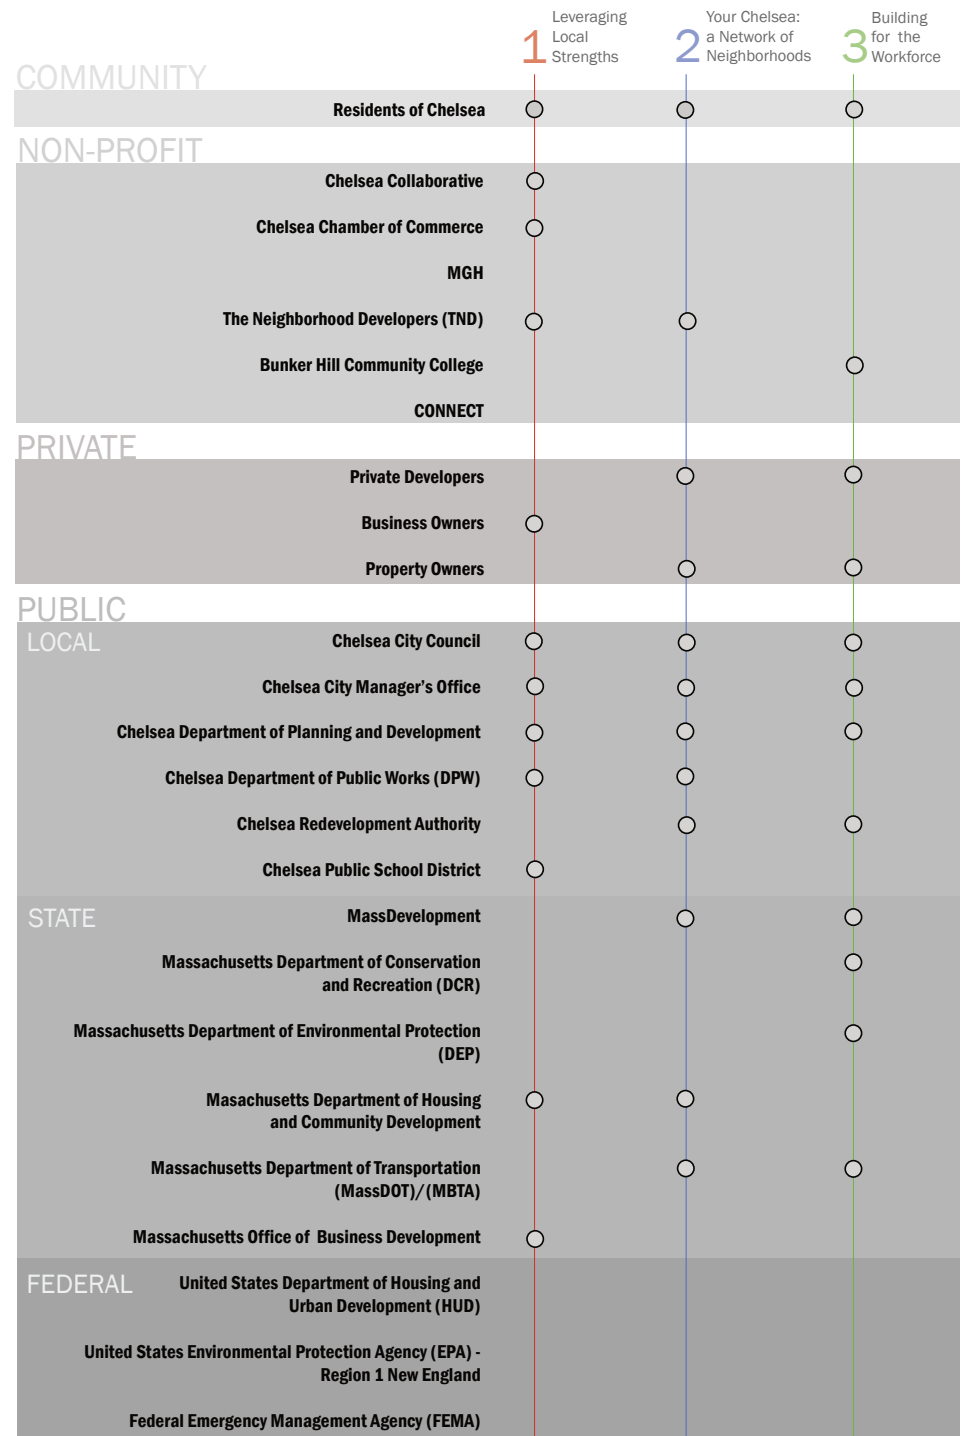 1 Leveraging
Local
Strengths
2 Your Chelsea:
a Network of
Neighborhoods
3 Building
for the
Workforce
COMMUNITY
Residents of Chelsea
NON-PROFIT
Chelsea Collaborative
Chelsea Chamber of Commerce
MGH
The Neighborhood Developers (TND)
Bunker Hill Community College
CONNECT
PRIVATE
Private Developers
Business Owners
Property Owners
PUBLIC
LOCAL
Chelsea City Council
Chelsea City Manager’s Office
Chelsea Department of Planning and Development
Chelsea Department of Public Works (DPW)
Chelsea Redevelopment Authority
Chelsea Public School District
STATE
MassDevelopment
Massachusetts Department of Conservation
and Recreation (DCR)
Massachusetts Department of Environmental Protection
(DEP)
Masachusetts Department of Housing
and Community Development
Massachusetts Department of Transportation
(MassDOT)/(MBTA)
Massachusetts Office of Business Development
FEDERAL
United States Department of Housing and
Urban Development (HUD)
United States Environmental Protection Agency (EPA) -
Region 1 New England
Federal Emergency Management Agency (FEMA)